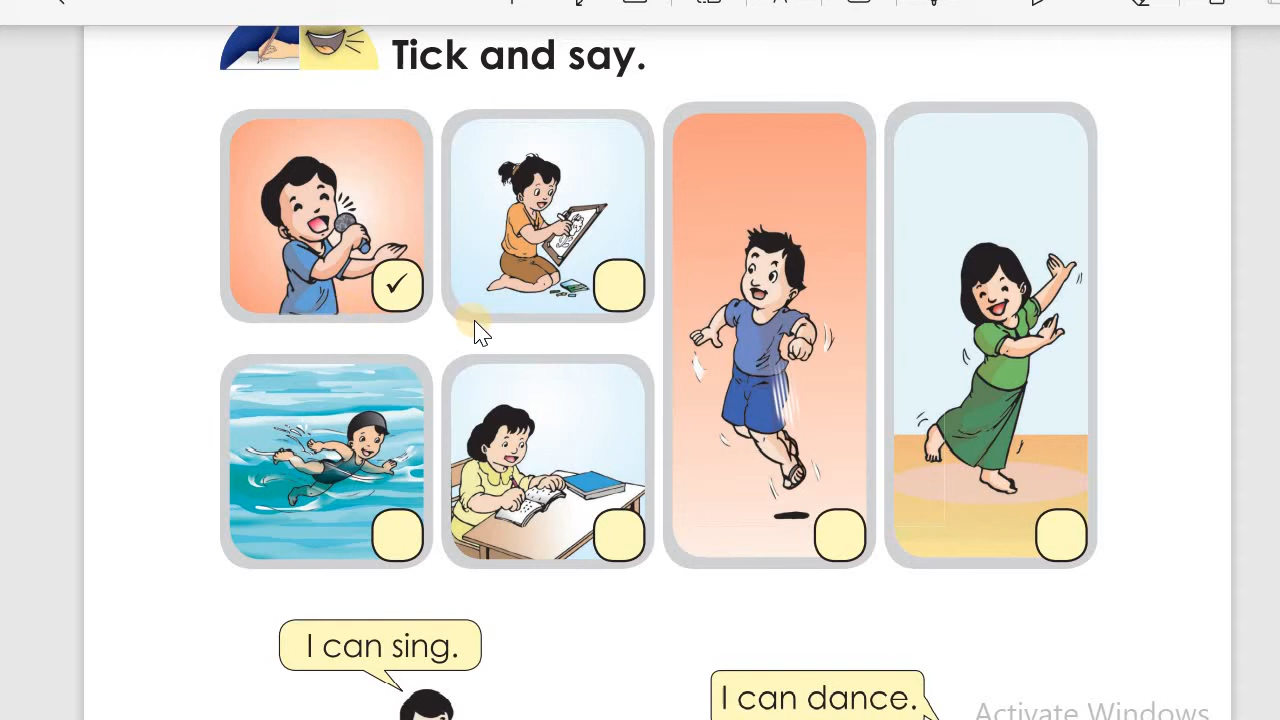 Tick and say.
I can sing.
I can dance.
Activate Windows